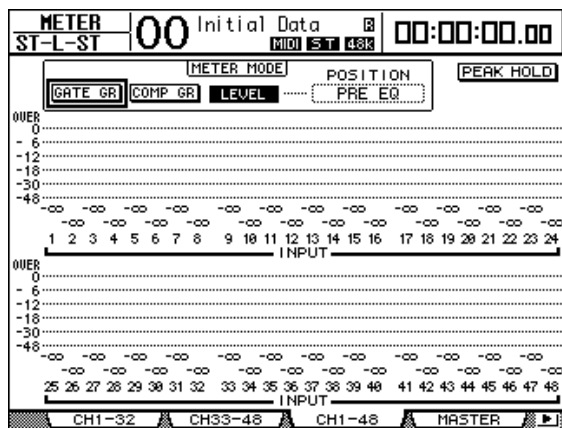 METER
ST-L-ST
00
Initial Data
MIDI ST 48K
00:00:00.00
METER MODE
POSITION
PEAK HOLD
GATE GR
COMP GR
LEVEL
PRE EQ
OVER
0
- 6
-12
-18
-30
-48
-∞ -∞ -∞ -∞ -∞ -∞ -∞ -∞ -∞ -∞ -∞ -∞
-∞ -∞ -∞ -∞ -∞ -∞ -∞ -∞ -∞ -∞ -∞ -∞
1 2 3 4 5 6 7 8 9 10 11 12 13 14 15 16 17 18 19 20 21 22 23 24
INPUT
OVER
0
- 6
-12
-18
-30
-48
-∞ -∞ -∞ -∞ -∞ -∞ -∞ -∞ -∞ -∞ -∞ -∞
-∞ -∞ -∞ -∞ -∞ -∞ -∞ -∞ -∞ -∞ -∞ -∞
25 26 27 28 29 30 31 32 33 34 35 36 37 38 39 40 41 42 43 44 45 46 47 48
INPUT
CH1-32
CH33-48
CH1-48
MASTER